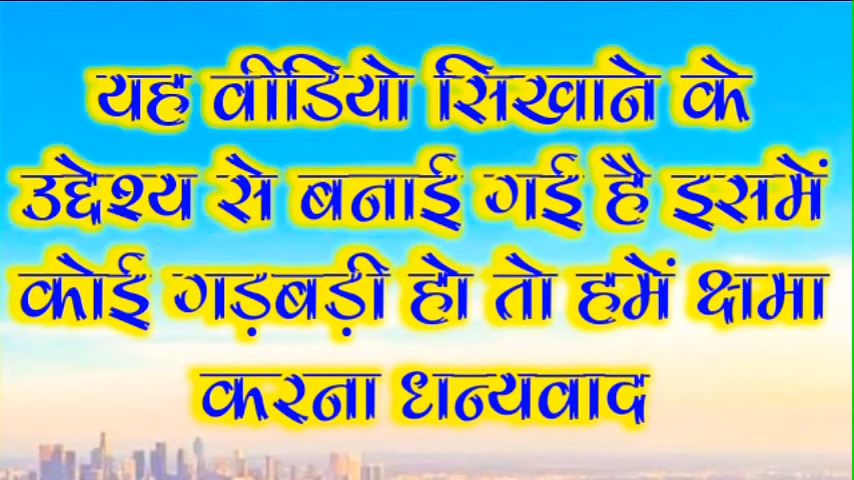 यह वीडियो सिखाने के
उद्देश्य से बनाई गई है इसमें
कोई गड़बड़ी हो तो हमें क्षमा
करना धन्यवाद